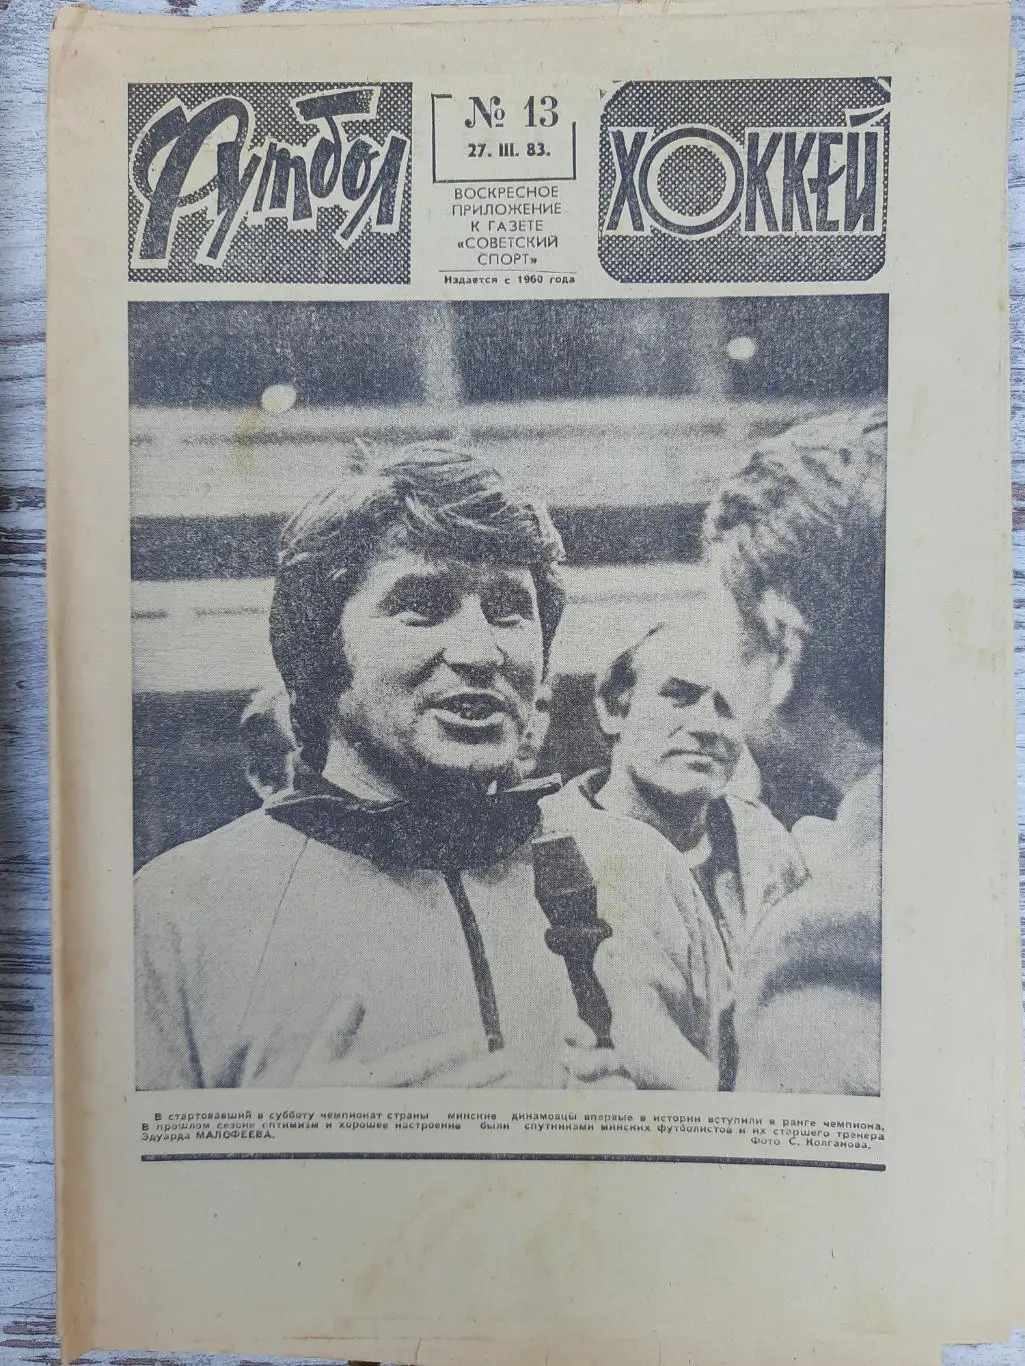 Футбол
№ 13
27. III. 83.
ВОСКРЕСНОЕ
ПРИЛОЖЕНИЕ
К ГАЗЕТЕ
«СОВЕТСКИЙ
СПОРТ»
Издается с 1960 года
ХОККЕЙ
В стартовавший в субботу чемпионат страны минские динамовцы впервые в истории вступили в ранге чемпиона.
В прошлом сезоне оптимизм и хорошее настроение были спутниками минских футболистов и их старшего тренера
Эдуарда МАЛОФЕЕВА.
Фото С. Колганова.